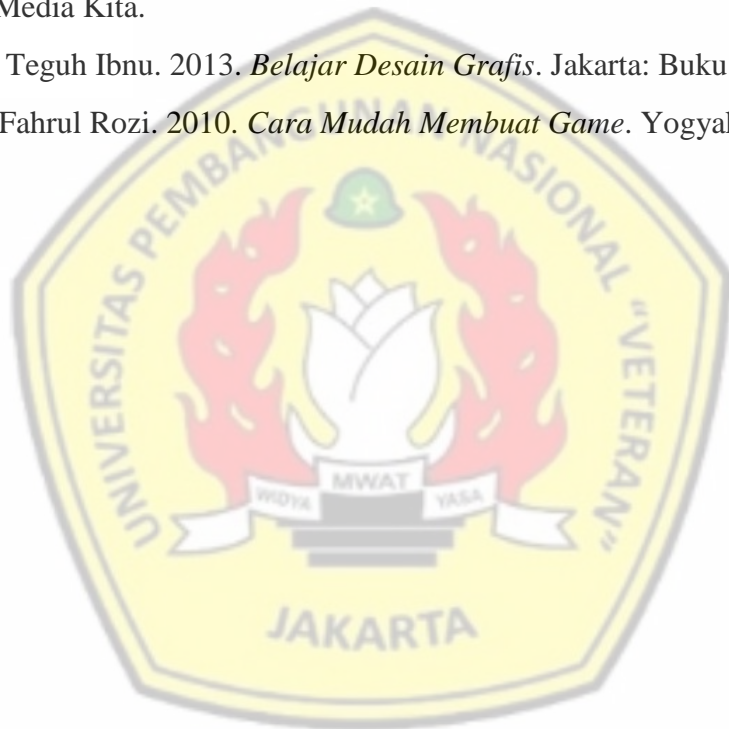 Media Kita.
Teguh Ibnu. 2013. Belajar Desain Grafis. Jakarta: Buku
Fahrul Rozi. 2010. Cara Mudah Membuat Game.
UNIVERSITAS PEMBANGUNAN NASIONAL "VETERAN"
WIDYA MWAT YASA
JAKARTA